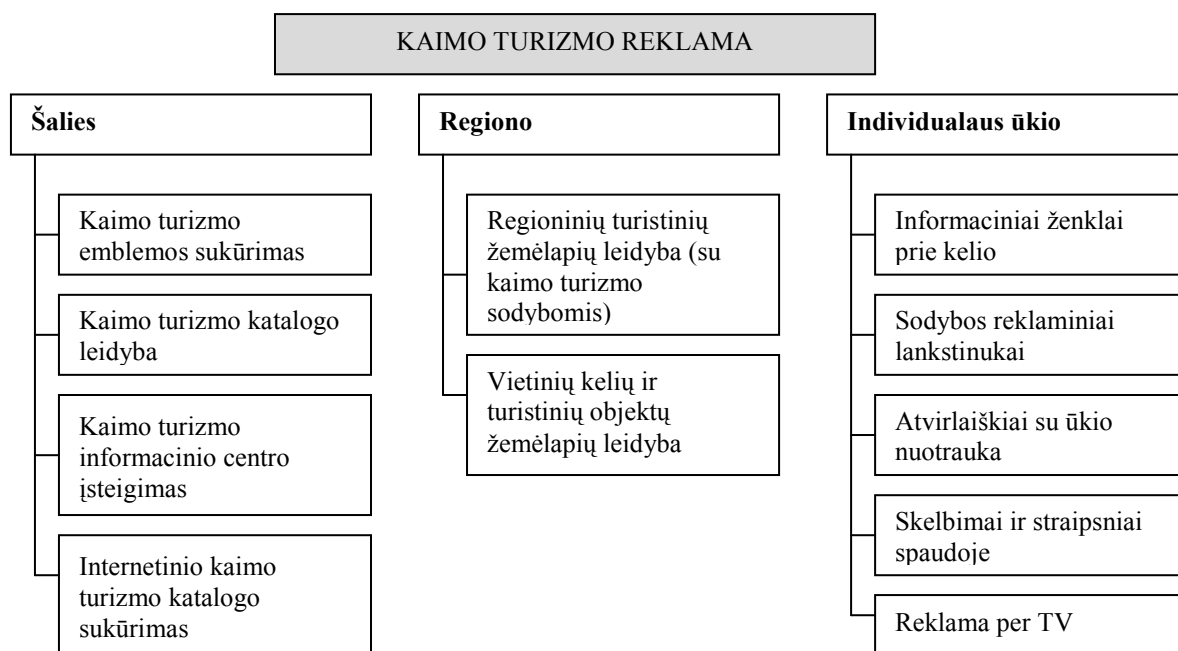 KAIMO TURIZMO REKLAMA
Šalies
Kaimo turizmo
emblemos sukūrimas
Kaimo turizmo katalogo
leidyba
Kaimo turizmo
informacinio centro
įsteigimas
Internetinio kaimo
turizmo katalogo
sukūrimas
Regiono
Regioninių turistinių
žemėlapių leidyba (su
kaimo turizmo
sodybomis)
Vietinių kelių ir
turistinių objektų
žemėlapių leidyba
Individualaus ūkio
Informaciniai ženklai
prie kelio
Sodybos reklaminiai
lankstinukai
Atvirlaiškiai su ūkio
nuotrauka
Skelbimai ir straipsniai
spaudoje
Reklama per TV